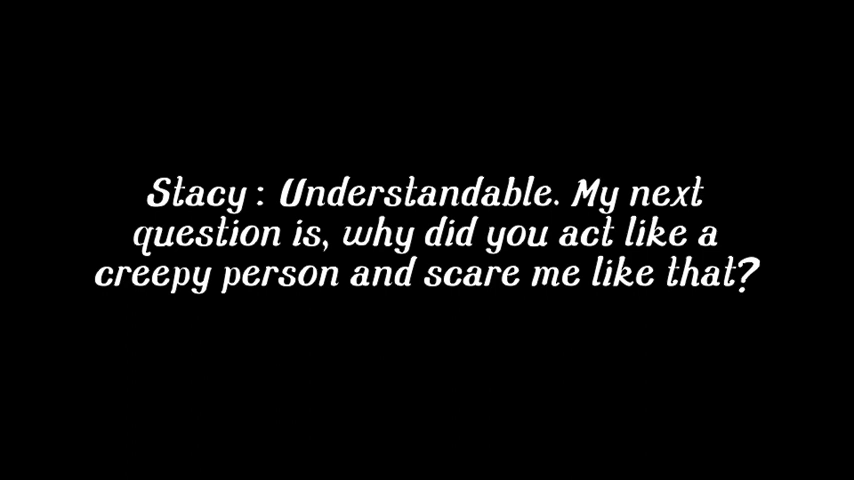 Stacy : Understandable. My next
question is, why did you act like a
creepy person and scare me like that?